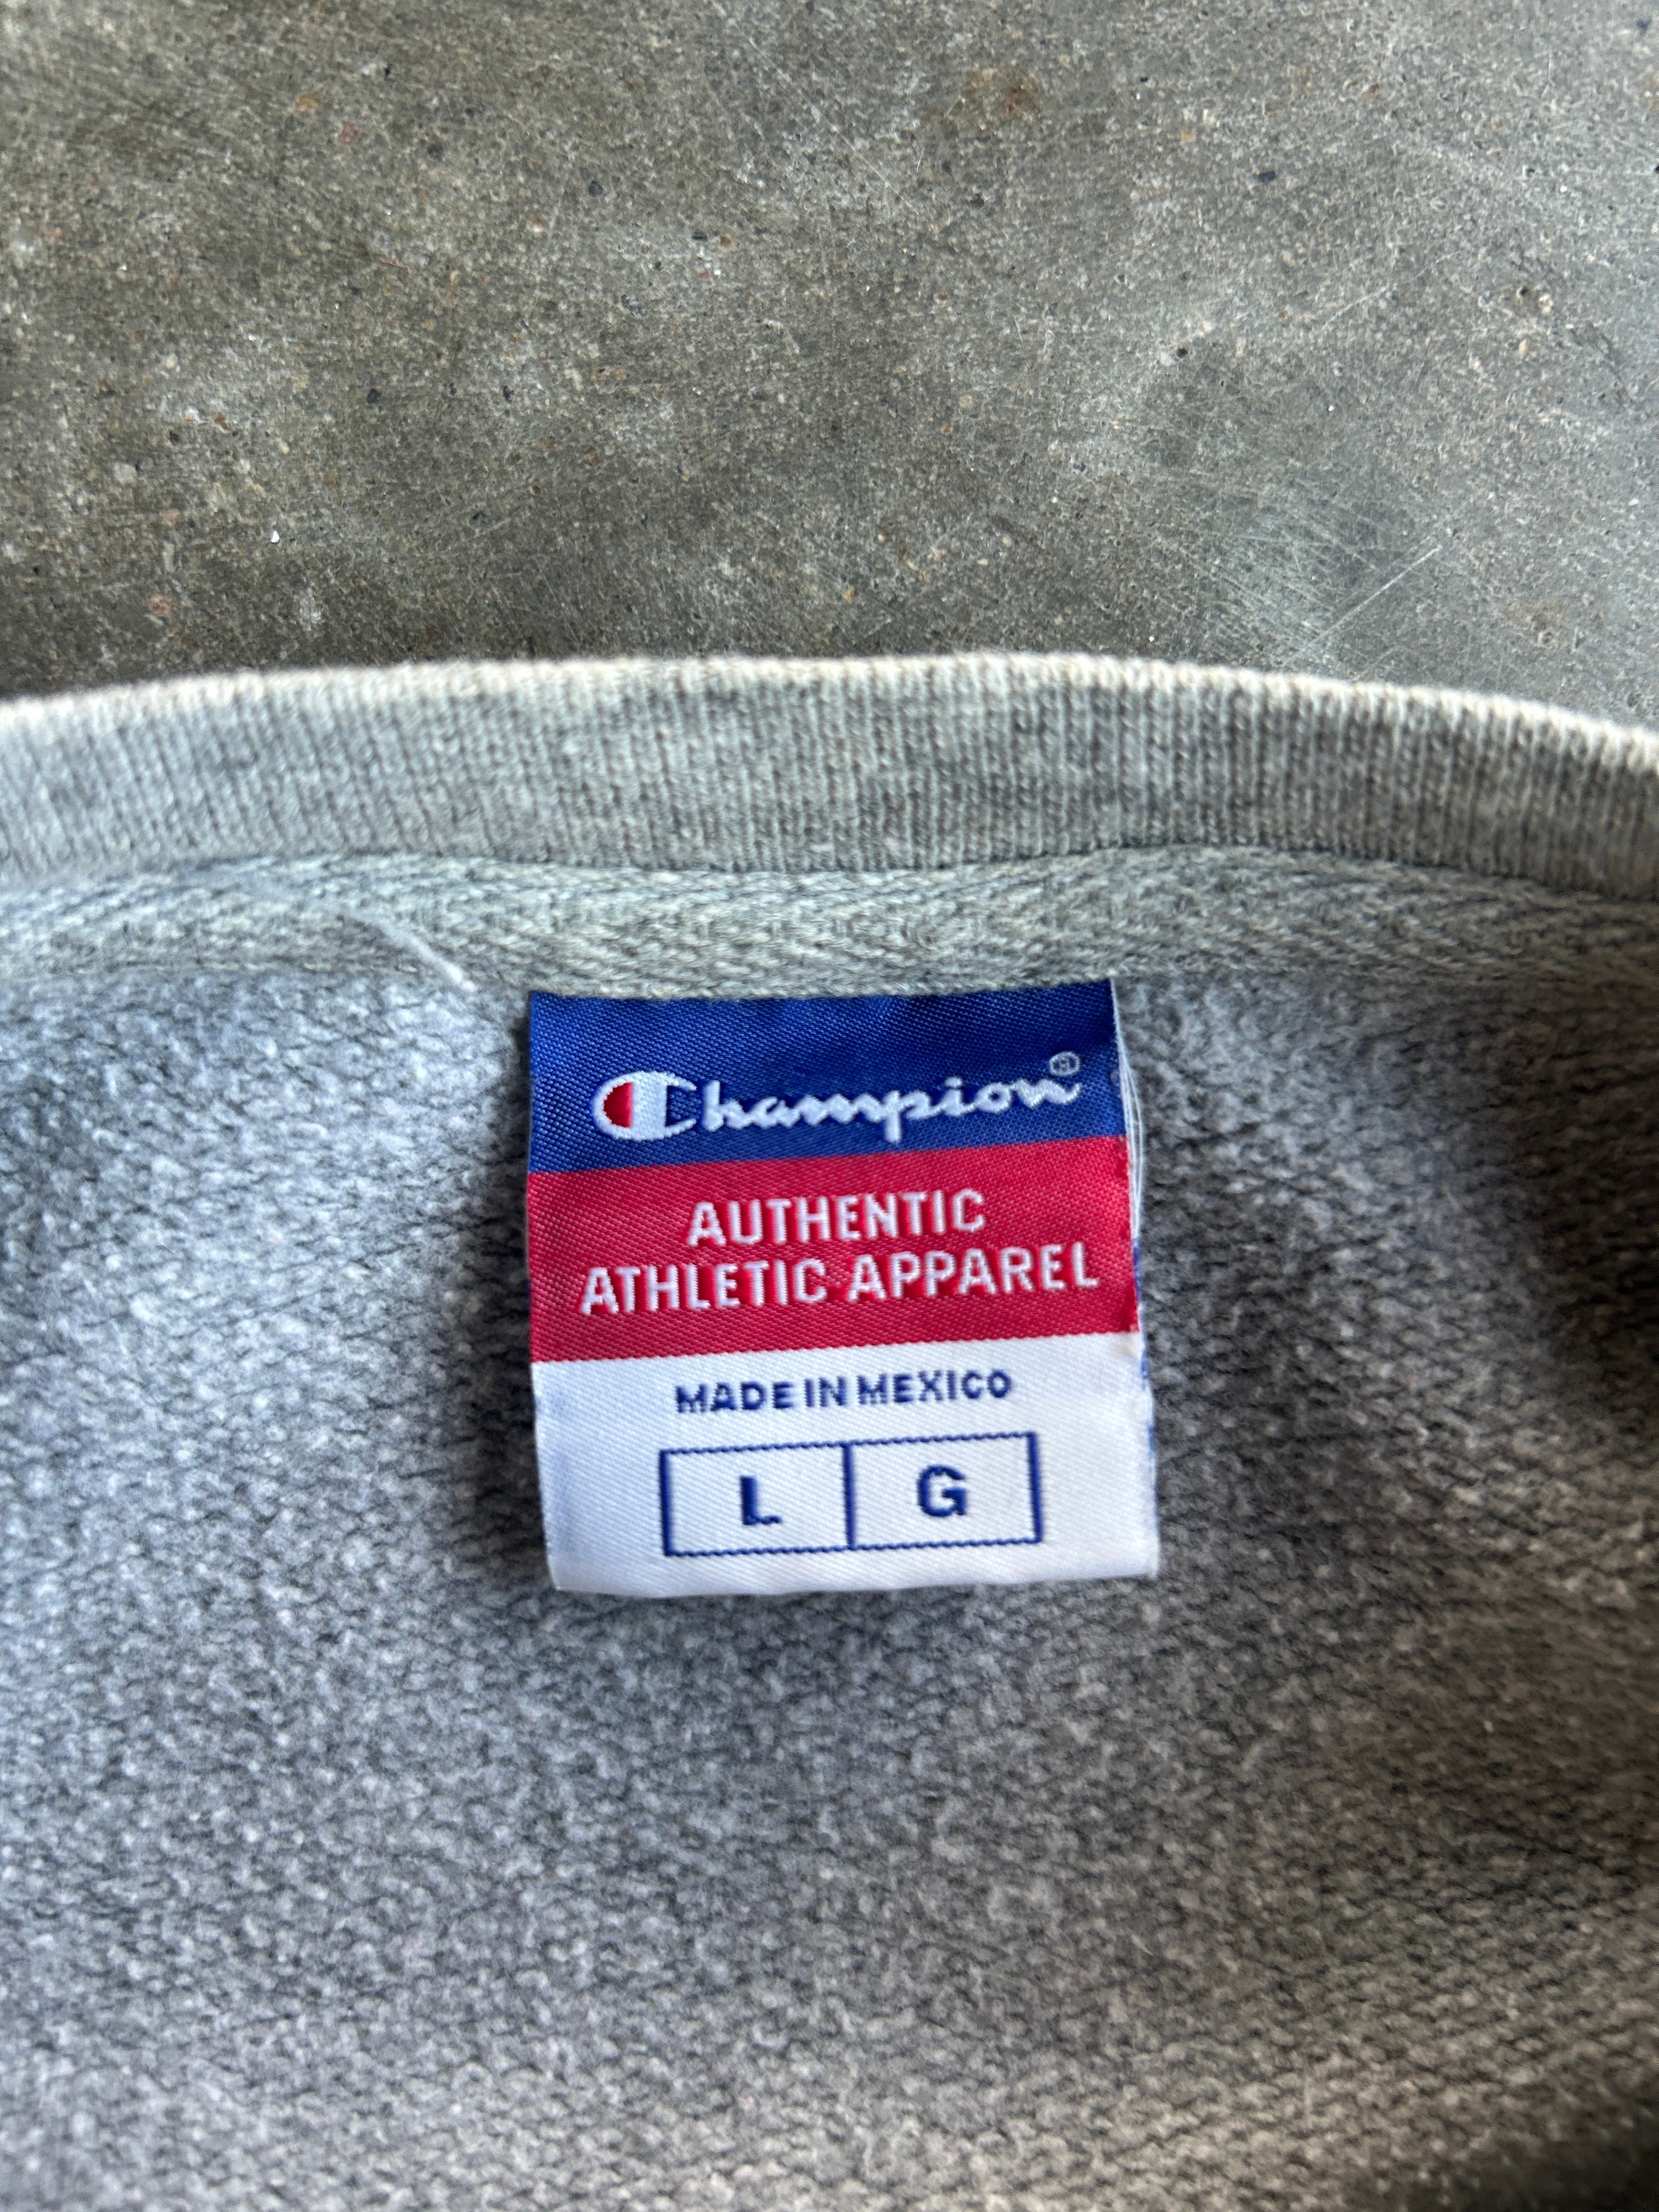 Champion®
AUTHENTIC
ATHLETIC APPAREL
MADE IN MEXICO
L G